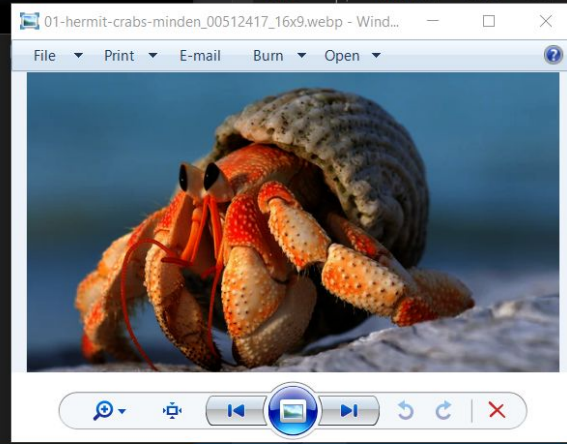 01-hermit-crabs-minden_00512417_16x9.webp - Wind...
File Print E-mail Burn Open